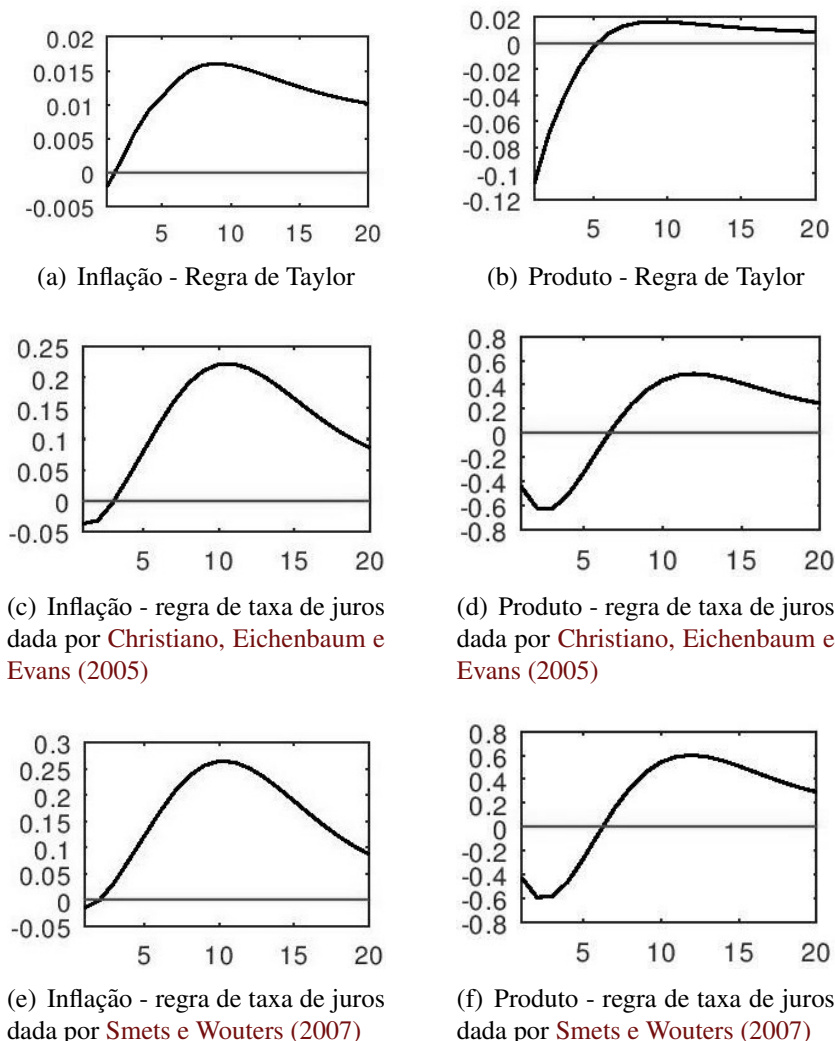 0.02
0.015
0.01
0.005
0
-0.005
5 10 15 20
(a) Inflação - Regra de Taylor
0.02
0
-0.02
-0.04
-0.06
-0.08
-0.1
-0.12
5 10 15 20
(b) Produto - Regra de Taylor
0.25
0.2
0.15
0.1
0.05
0
-0.05
5 10 15 20
(c) Inflação - regra de taxa de juros
dada por Christiano, Eichenbaum e
Evans (2005)
0.8
0.6
0.4
0.2
0
-0.2
-0.4
-0.6
-0.8
5 10 15 20
(d) Produto - regra de taxa de juros
dada por Christiano, Eichenbaum e
Evans (2005)
0.3
0.25
0.2
0.15
0.1
0.05
0
-0.05
5 10 15 20
(e) Inflação - regra de taxa de juros
dada por Smets e Wouters (2007)
0.8
0.6
0.4
0.2
0
-0.2
-0.4
-0.6
-0.8
5 10 15 20
(f) Produto - regra de taxa de juros
dada por Smets e Wouters (2007)